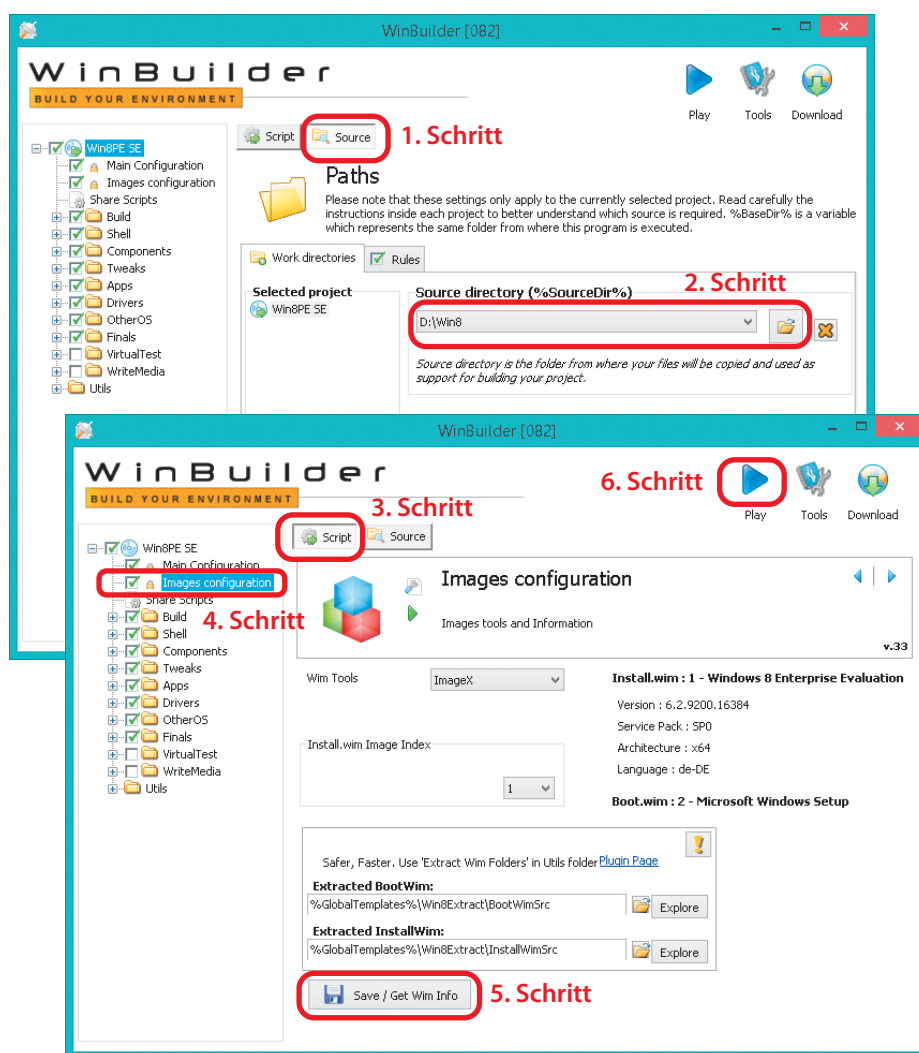 WinBuilder [082]
WinBuilder
BUILD YOUR ENVIRONMENT
Play
Tools
Download
Win8PE SE
Main Configuration
Images configuration
Share Scripts
Build
Shell
Components
Tweaks
Apps
Drivers
OtherOS
Finals
VirtualTest
WriteMedia
Utils
Script
Source
1. Schritt
Paths
Please note that these settings only apply to the currently selected project. Read carefully the
instructions inside each project to better understand which source is required. %BaseDir% is a variable
which represents the same folder from where this program is executed.
Work directories
Rules
2. Schritt
Selected project
Win8PE SE
Source directory (%SourceDir%)
D:\Win8
Source directory is the folder from where your files will be copied and used as
support for building your project.
WinBuilder [082]
WinBuilder
BUILD YOUR ENVIRONMENT
6. Schritt
Play
Tools
Download
3. Schritt
Script
Source
Win8PE SE
Main Configuration
Images configuration
Share Scripts
4. Schritt
Build
Shell
Components
Tweaks
Apps
Drivers
OtherOS
Finals
VirtualTest
WriteMedia
Utils
Images configuration
Images tools and Information
v.33
Wim Tools
ImageX
Install.wim Image Index
1
Install.wim : 1 - Windows 8 Enterprise Evaluation
Version : 6.2.9200.16384
Service Pack : SP0
Architecture : x64
Language : de-DE
Boot.wim : 2 - Microsoft Windows Setup
Safer, Faster. Use 'Extract Wim Folders' in Utils folder Plugin Page
Extracted BootWim:
%GlobalTemplates%\Win8Extract\BootWimSrc
Explore
Extracted InstallWim:
%GlobalTemplates%\Win8Extract\InstallWimSrc
Explore
Save / Get Wim Info
5. Schritt